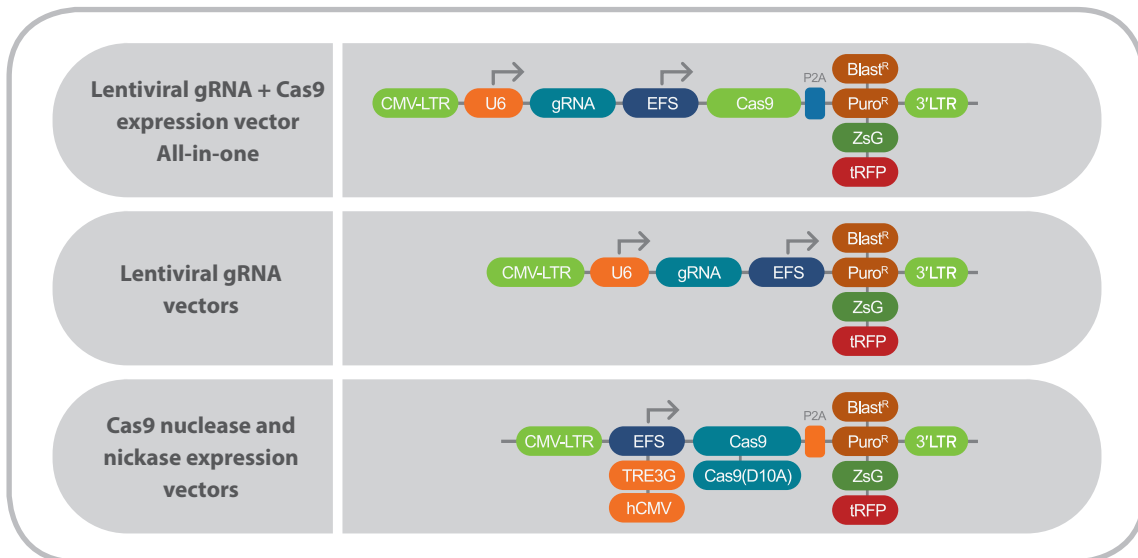 Lentiviral gRNA + Cas9
expression vector
All-in-one
P2A
Blastᴿ
CMV-LTR U6 gRNA EFS Cas9 Puroᴿ 3'LTR
ZsG
tRFP
Lentiviral gRNA
vectors
Blastᴿ
CMV-LTR U6 gRNA EFS Puroᴿ 3'LTR
ZsG
tRFP
Cas9 nuclease and
nickase expression
vectors
P2A
Blastᴿ
CMV-LTR EFS Cas9 Puroᴿ 3'LTR
TRE3G Cas9(D10A) ZsG
hCMV tRFP